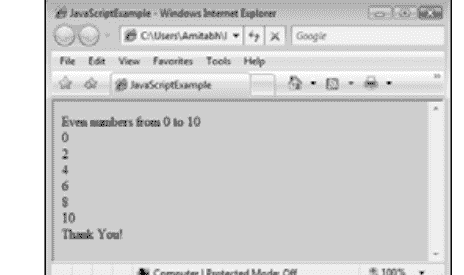 JavaScriptExample - Windows Internet Explorer
C:\Users\Amitabh\J
Google
File Edit View Favorites Tools Help
JavaScriptExample
Even numbers from 0 to 10
0
2
4
6
8
10
Thank You!
Computer | Protected Mode: Off
100%